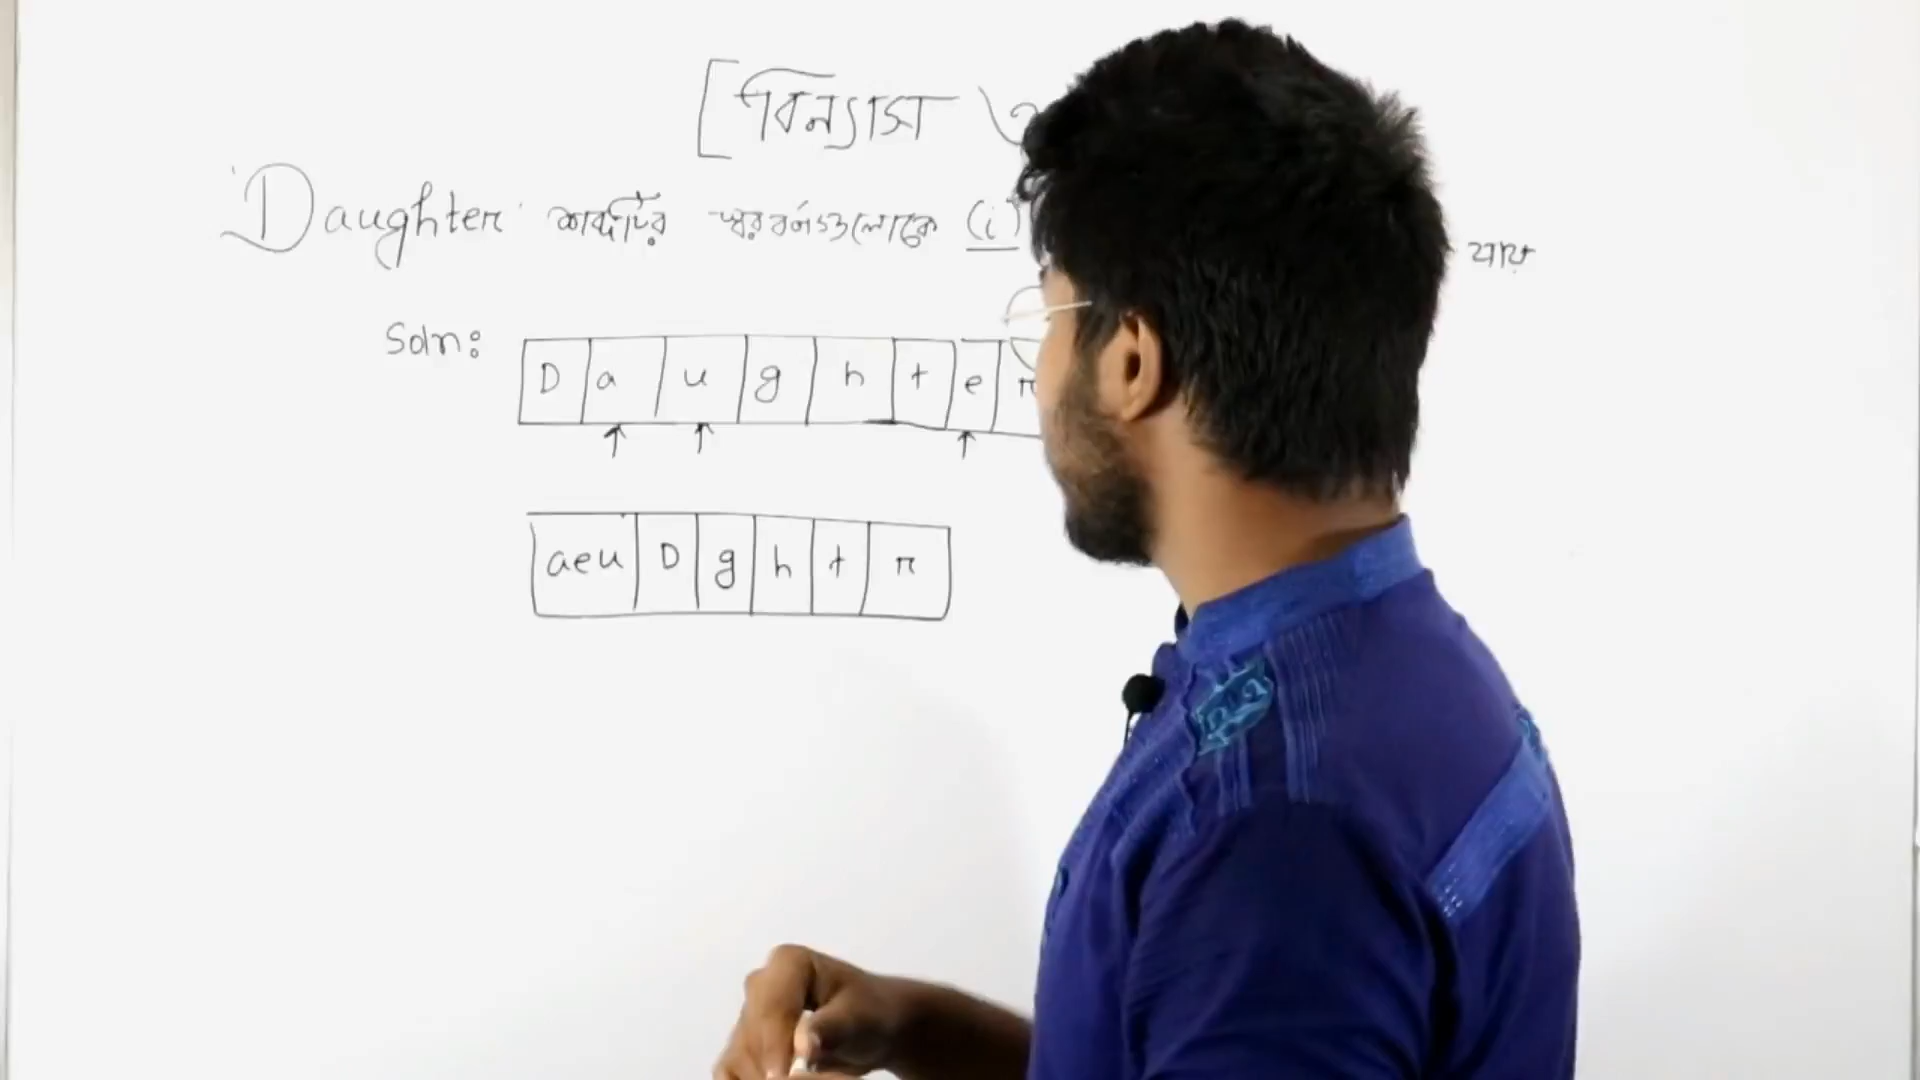 [বিন্যাস
'Daughter' শব্দটির স্বরবর্ণগুলোকে (i) যায়
Soln:
D a u g h t e r
aeu D g h t r